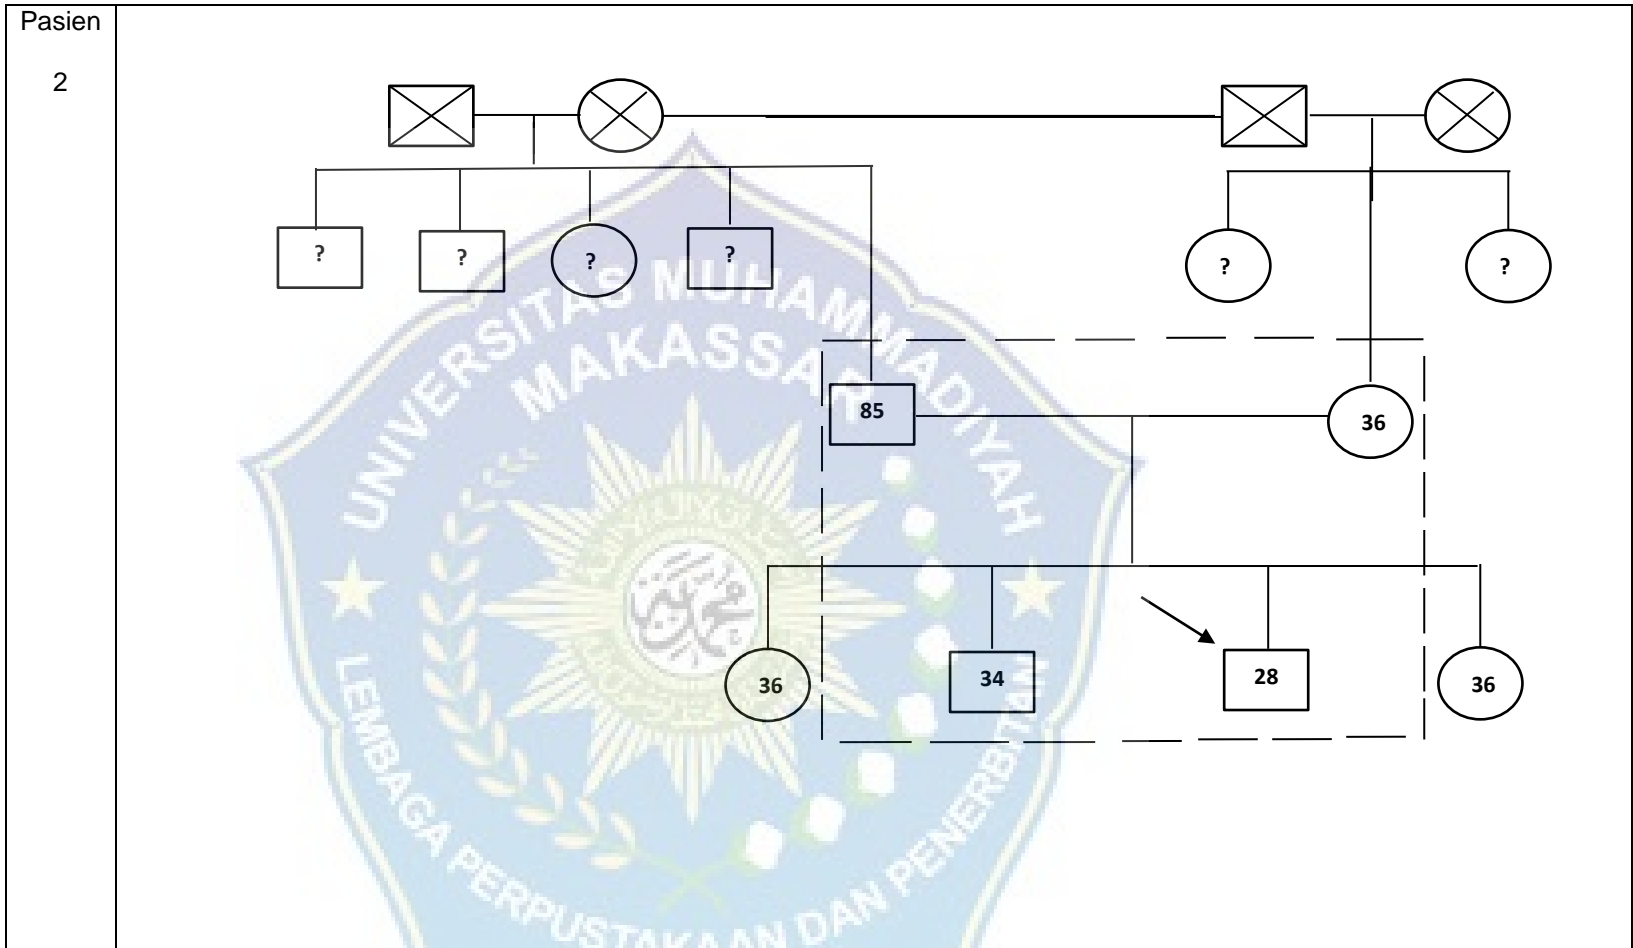 Pasien
2
? ? ? ?
? ?
85
36
36
34
28
36
UNIVERSITAS MUHAMMADIYAH
MAKASSAR
LEMBAGA PERPUSTAKAAN DAN PENERBITAN